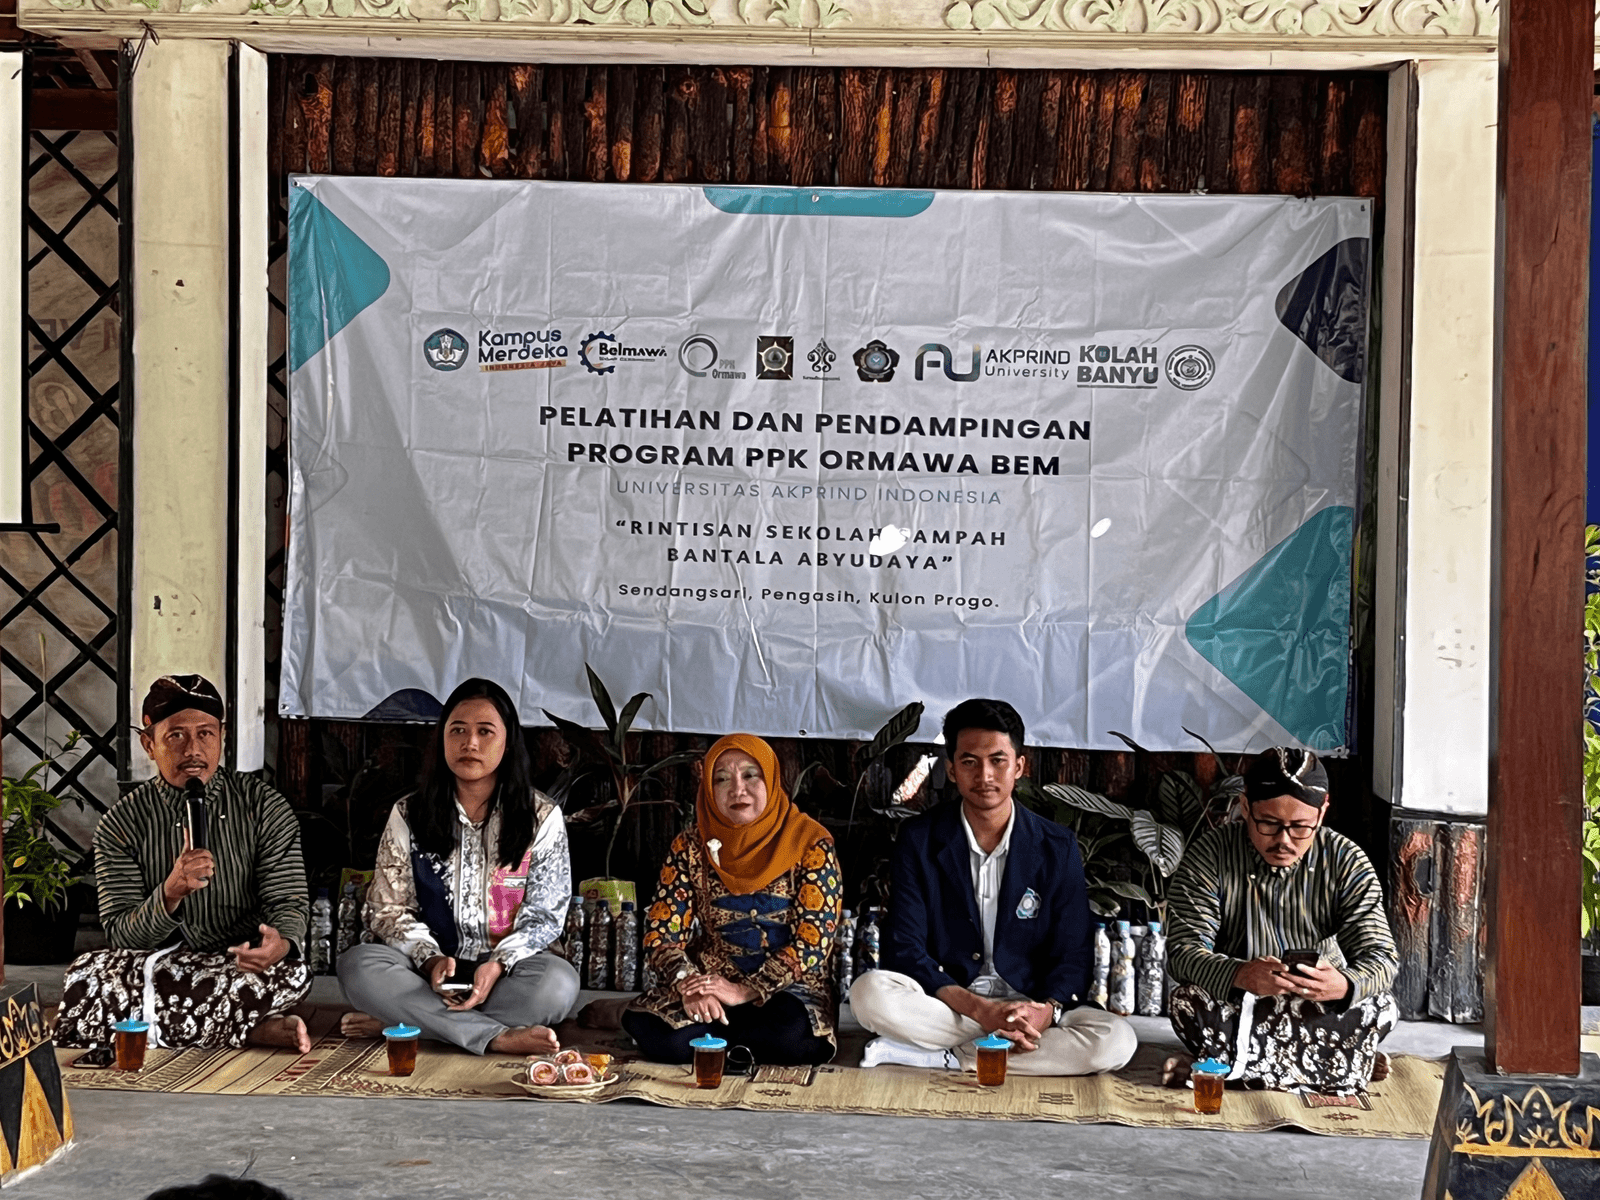 Kampus
Merdeka
INDONESIA JAYA
Belmawa
PPK
Ormawa
AKPRIND
University
KOLAH
BANYU
PELATIHAN DAN PENDAMPINGAN
PROGRAM PPK ORMAWA BEM
UNIVERSITAS AKPRIND INDONESIA
“RINTISAN SEKOLAH SAMPAH
BANTALA ABYUDAYA”
Sendangsari, Pengasih, Kulon Progo.